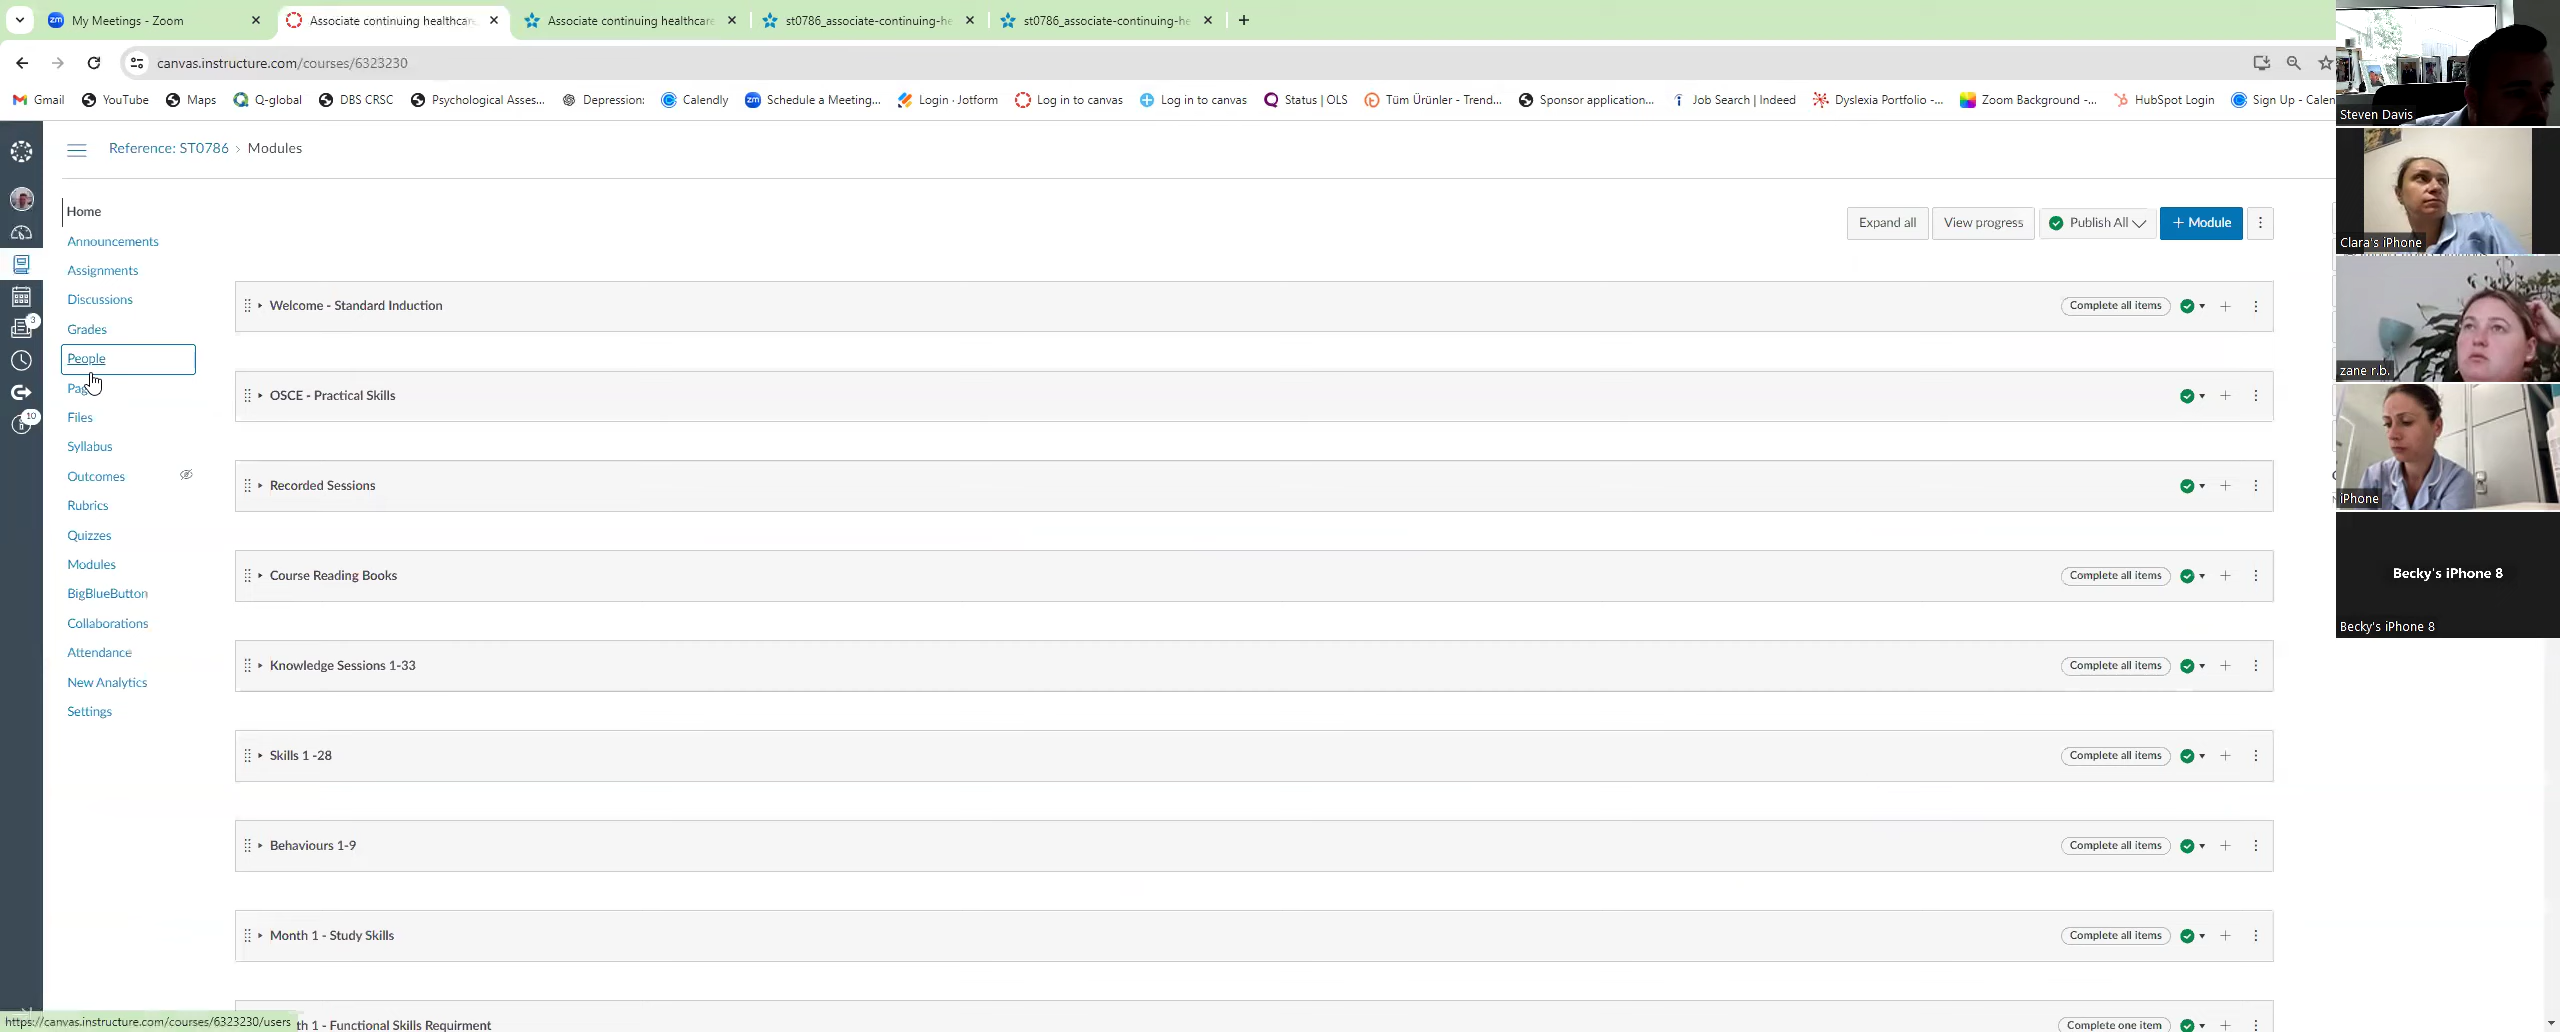 My Meetings - Zoom
Associate continuing healthcare
Associate continuing healthcare
st0786_associate-continuing-he
st0786_associate-continuing-he
canvas.instructure.com/courses/6323230
Gmail
YouTube
Maps
Q-global
DBS CRSC
Psychological Asses...
Depression:
Calendly
Schedule a Meeting...
Login · Jotform
Log in to canvas
Log in to canvas
Status | OLS
Tüm Ürünler - Trend...
Sponsor application...
Job Search | Indeed
Dyslexia Portfolio -...
Zoom Background -...
HubSpot Login
Sign Up - Calen
Reference: ST0786 › Modules
Home
Announcements
Assignments
Discussions
Grades
People
Files
Syllabus
Outcomes
Rubrics
Quizzes
Modules
BigBlueButton
Collaborations
Attendance
New Analytics
Settings
3
10
Expand all
View progress
Publish All
+ Module
Welcome - Standard Induction
Complete all items
OSCE - Practical Skills
Recorded Sessions
Course Reading Books
Complete all items
Knowledge Sessions 1-33
Complete all items
Skills 1 -28
Complete all items
Behaviours 1-9
Complete all items
Month 1 - Study Skills
Complete all items
th 1 - Functional Skills Requirment
Complete one item
https://canvas.instructure.com/courses/6323230/users
Steven Davis
Clara's iPhone
zane r.b.
iPhone
Becky's iPhone 8
Becky's iPhone 8